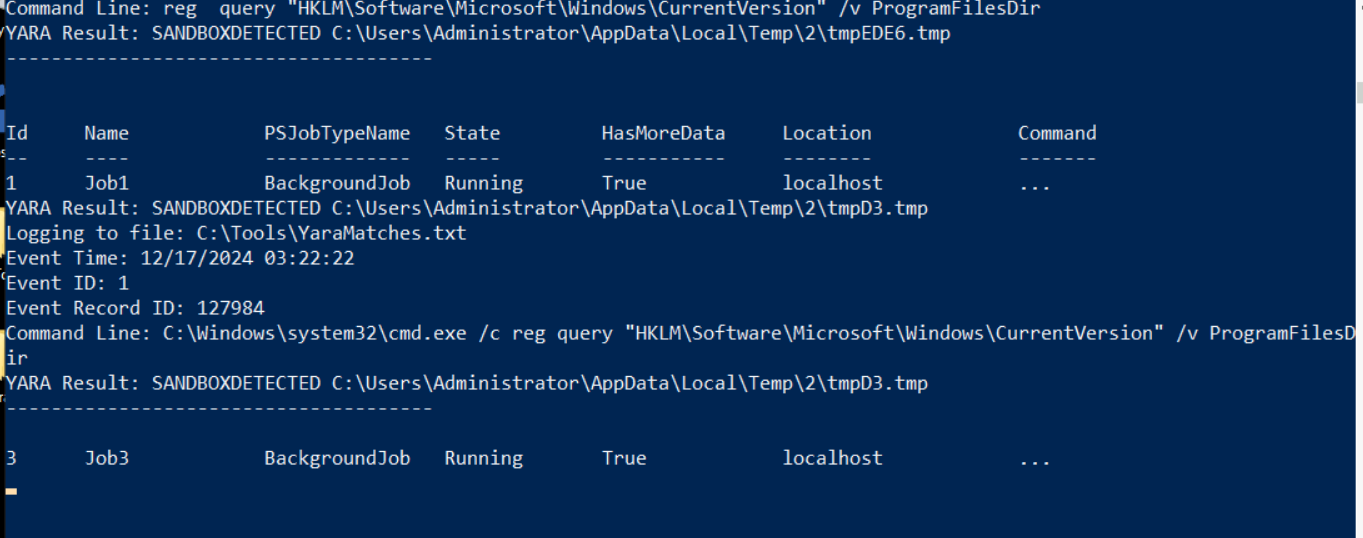 Command Line: reg  query "HKLM\Software\Microsoft\Windows\CurrentVersion" /v ProgramFilesDir
YARA Result: SANDBOXDETECTED C:\Users\Administrator\AppData\Local\Temp\2\tmpEDE6.tmp
--------------------------------------
Id     Name            PSJobTypeName   State         HasMoreData     Location             Command
--     ----            -------------   -----         -----------     --------             -------
1      Job1            BackgroundJob   Running       True            localhost            ...
YARA Result: SANDBOXDETECTED C:\Users\Administrator\AppData\Local\Temp\2\tmpD3.tmp
Logging to file: C:\Tools\YaraMatches.txt
Event Time: 12/17/2024 03:22:22
Event ID: 1
Event Record ID: 127984
Command Line: C:\Windows\system32\cmd.exe /c reg query "HKLM\Software\Microsoft\Windows\CurrentVersion" /v ProgramFilesD
ir
YARA Result: SANDBOXDETECTED C:\Users\Administrator\AppData\Local\Temp\2\tmpD3.tmp
--------------------------------------
3      Job3            BackgroundJob   Running       True            localhost            ...